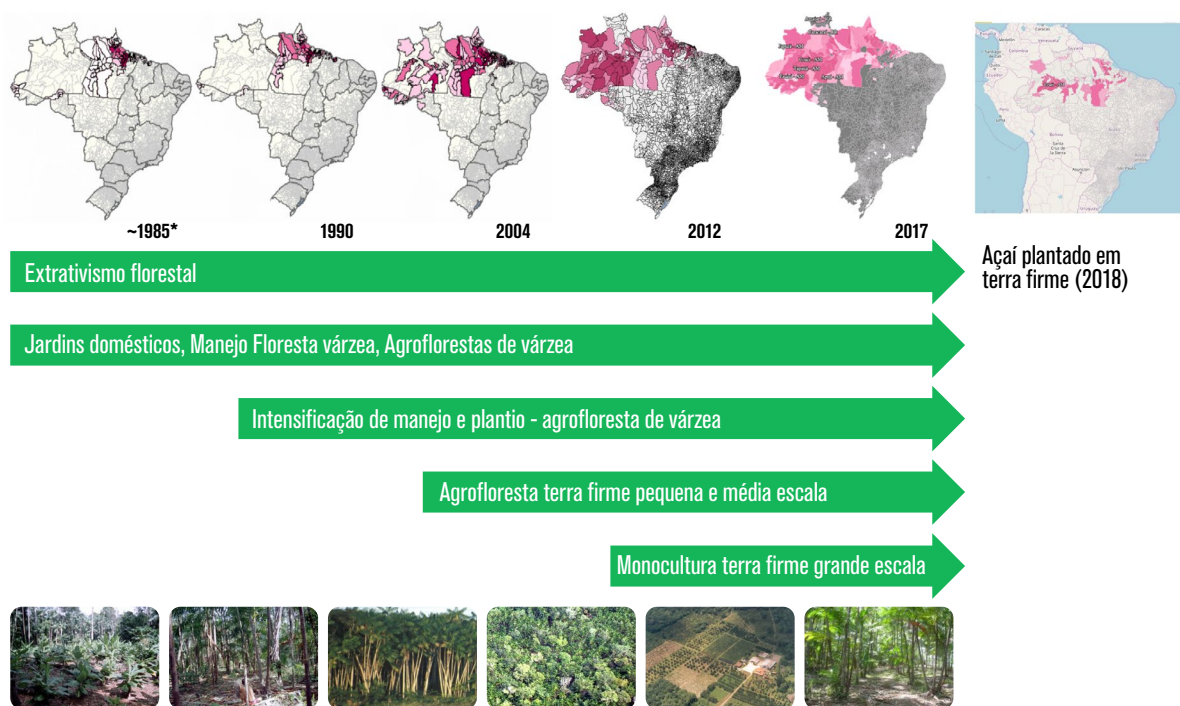 ~1985*
1990
2004
2012
2017
Açaí plantado em
terra firme (2018)
Extrativismo florestal
Jardins domésticos, Manejo Floresta várzea, Agroflorestas de várzea
Intensificação de manejo e plantio - agrofloresta de várzea
Agrofloresta terra firme pequena e média escala
Monocultura terra firme grande escala